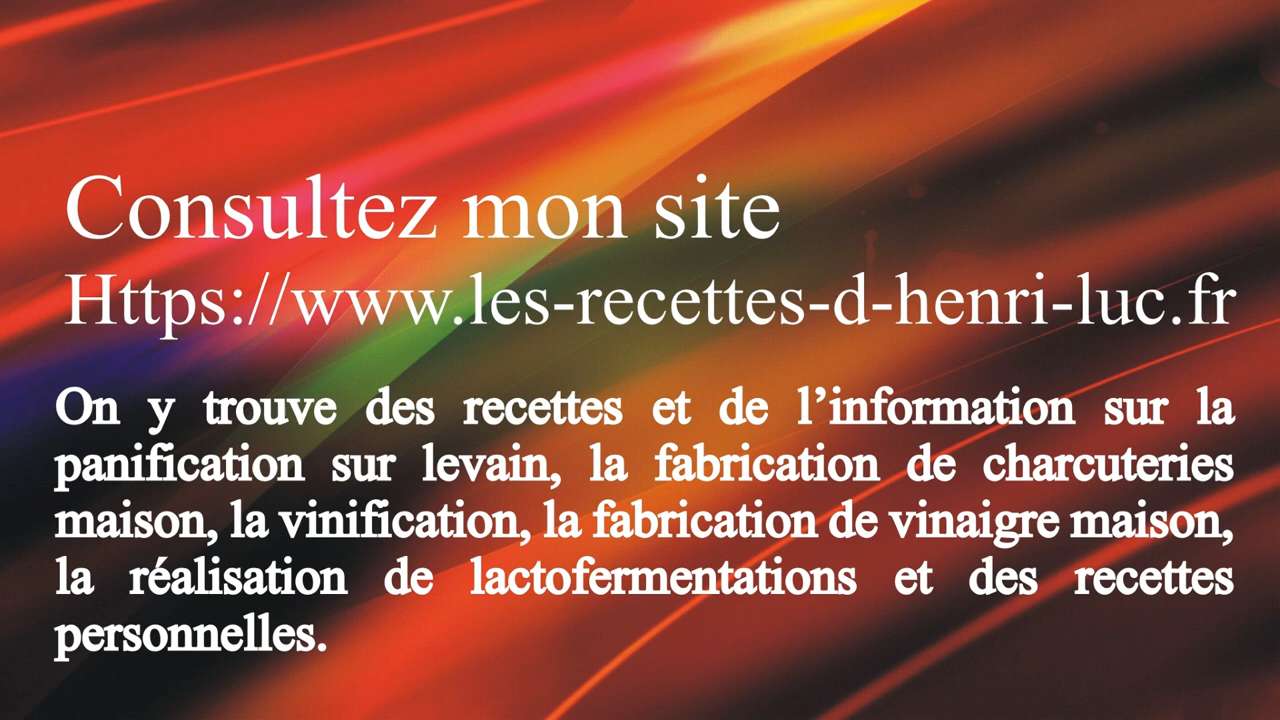 Consultez mon site
Https://www.les-recettes-d-henri-luc.fr
On y trouve des recettes et de l’information sur la
panification sur levain, la fabrication de charcuteries
maison, la vinification, la fabrication de vinaigre maison,
la réalisation de lactofermentations et des recettes
personnelles.